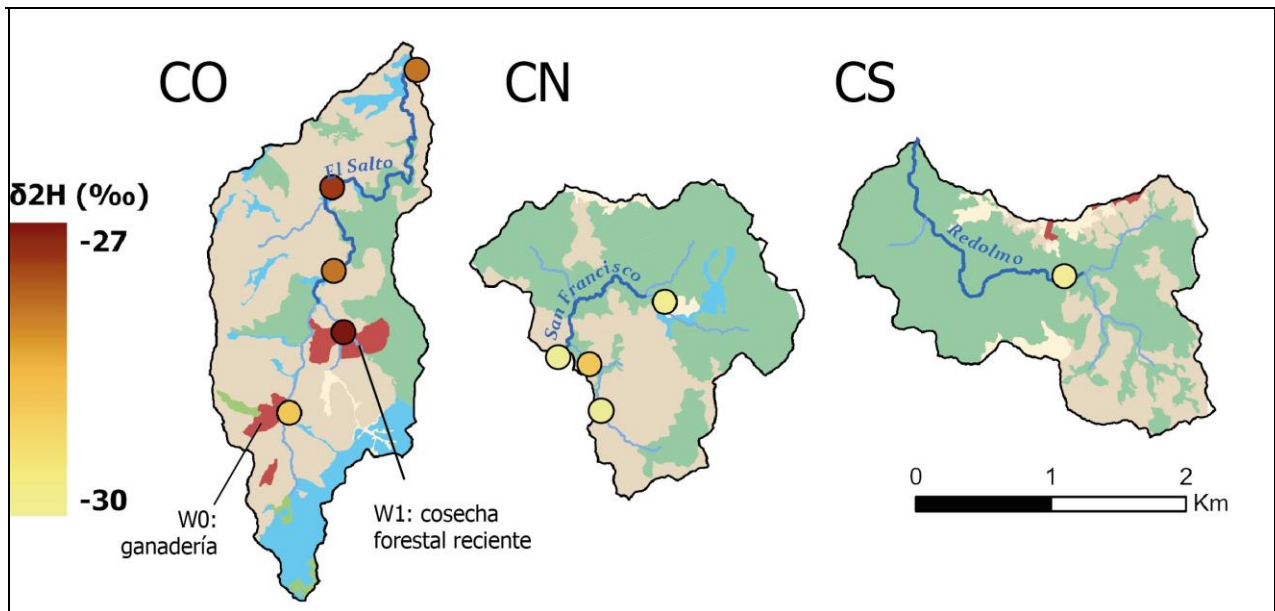 CO
CN
CS
El Salto
δ2H (‰)
-27
-30
San Francisco
Redolmo
W0:
ganadería
W1: cosecha
forestal reciente
0
1
2
Km